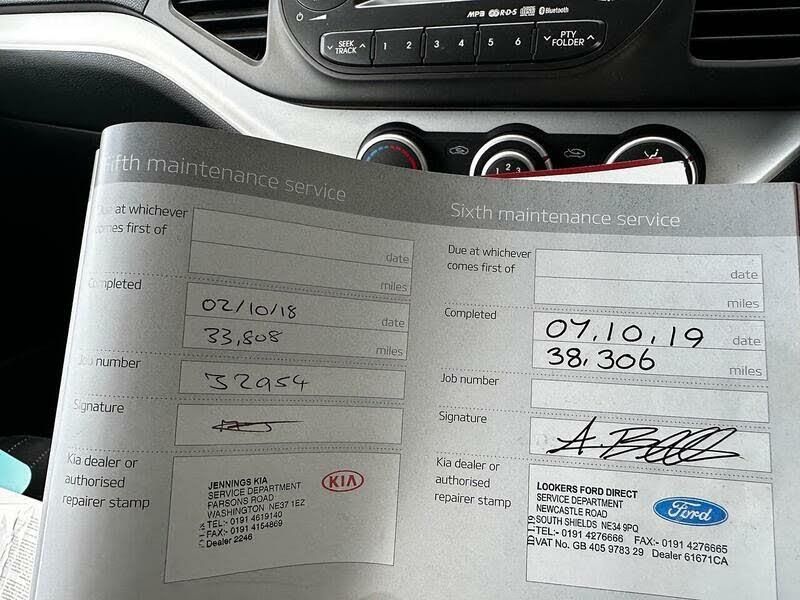 MP3 R·D·S Bluetooth
SEEK TRACK 1 2 3 4 5 6 PTY FOLDER
1 2 3
Fifth maintenance service
Due at whichever
comes first of
date
miles
Completed
02/10/18 date
33,808 miles
Job number
32954
Signature
Kia dealer or
authorised
repairer stamp
JENNINGS KIA
SERVICE DEPARTMENT
PARSONS ROAD
WASHINGTON NE37 1EZ
TEL:- 0191 4619140
FAX:- 0191 4154869
Dealer 2246
KIA
Sixth maintenance service
Due at whichever
comes first of
date
miles
Completed
07.10.19 date
38,306 miles
Job number
Signature
Kia dealer or
authorised
repairer stamp
LOOKERS FORD DIRECT
SERVICE DEPARTMENT
NEWCASTLE ROAD
SOUTH SHIELDS NE34 9PQ
TEL:- 0191 4276666 FAX:- 0191 4276665
VAT No. GB 405 9783 29 Dealer 61671CA
Ford